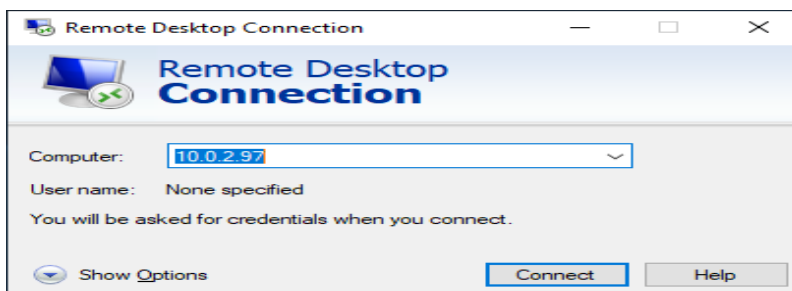 Remote Desktop Connection
Remote Desktop
Connection
Computer: 10.0.2.97
User name: None specified
You will be asked for credentials when you connect.
Show Options Connect Help